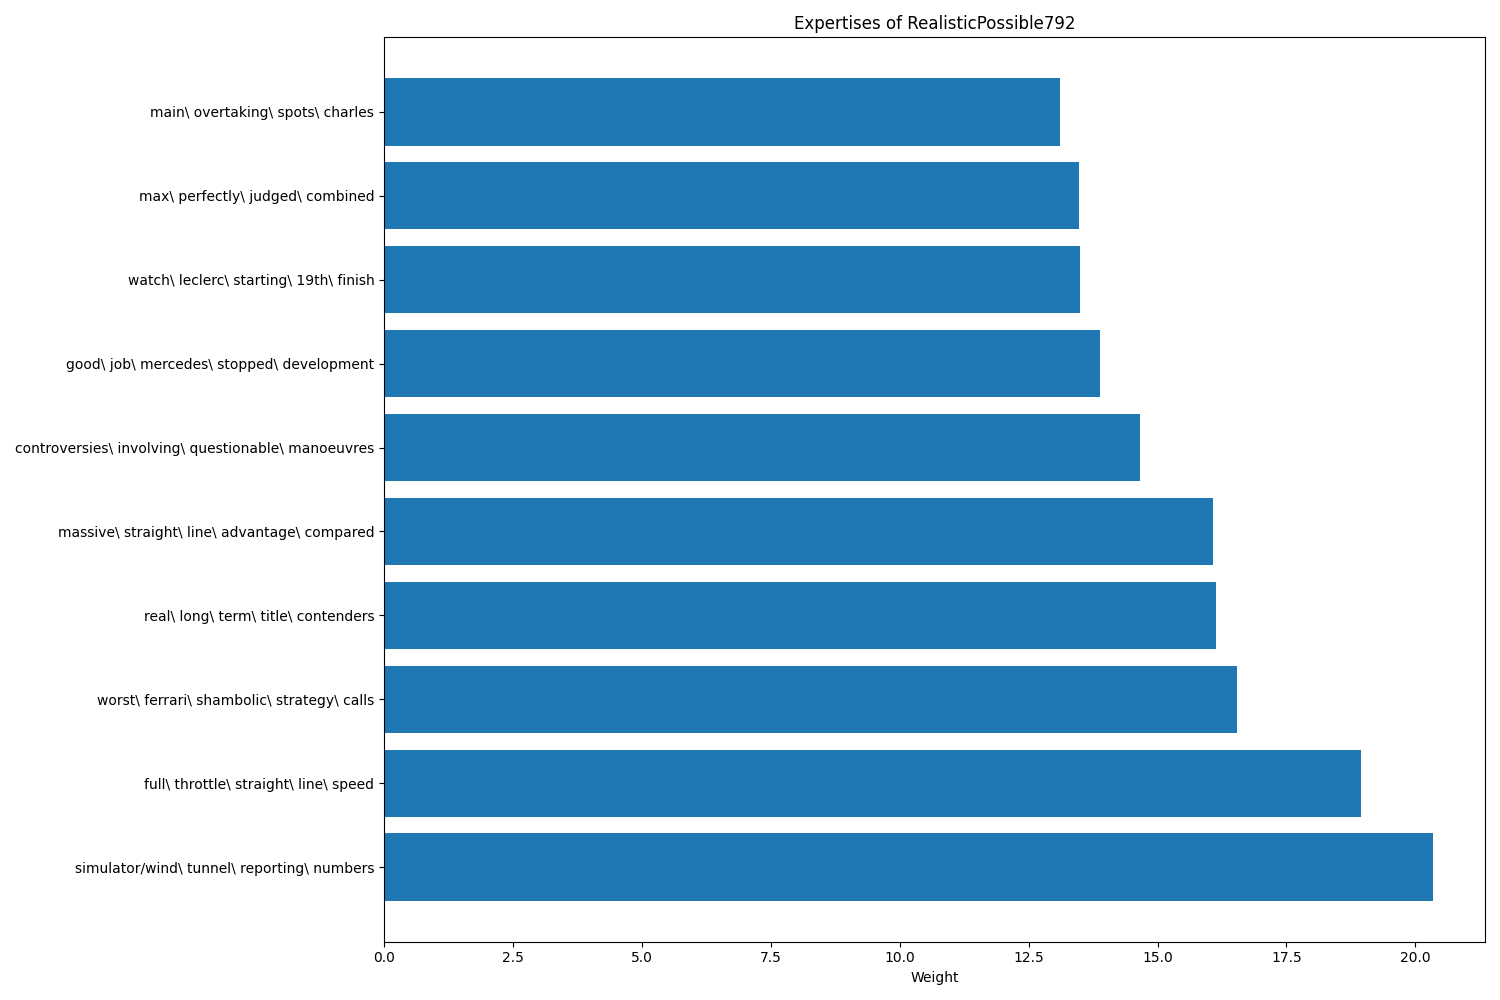 Expertises of RealisticPossible792
main\ overtaking\ spots\ charles
max\ perfectly\ judged\ combined
watch\ leclerc\ starting\ 19th\ finish
good\ job\ mercedes\ stopped\ development
controversies\ involving\ questionable\ manoeuvres
massive\ straight\ line\ advantage\ compared
real\ long\ term\ title\ contenders
worst\ ferrari\ shambolic\ strategy\ calls
full\ throttle\ straight\ line\ speed
simulator/wind\ tunnel\ reporting\ numbers
0.0 2.5 5.0 7.5 10.0 12.5 15.0 17.5 20.0
Weight